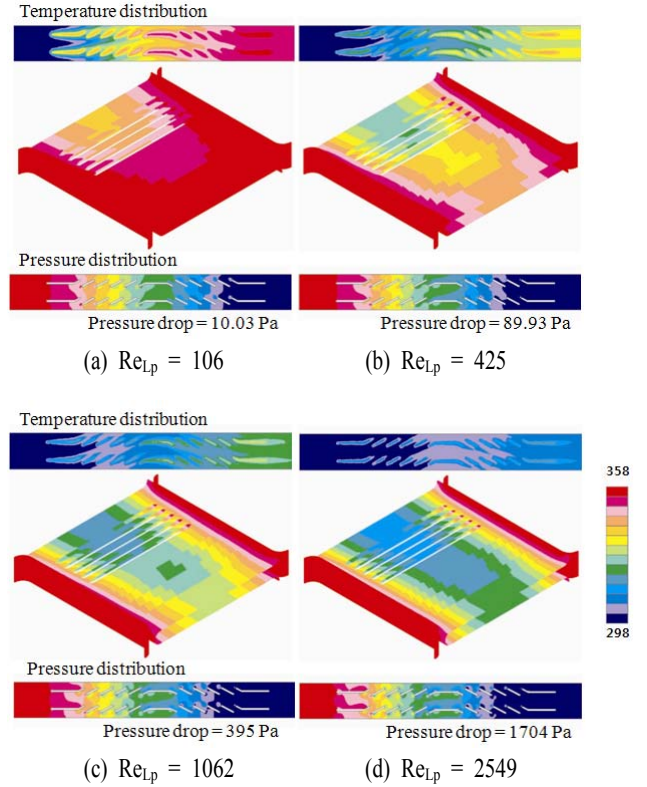 Temperature distribution
Pressure distribution
Pressure drop = 10.03 Pa
Pressure drop = 89.93 Pa
(a) ReLp = 106
(b) ReLp = 425
Temperature distribution
358
298
Pressure distribution
Pressure drop = 395 Pa
Pressure drop = 1704 Pa
(c) ReLp = 1062
(d) ReLp = 2549